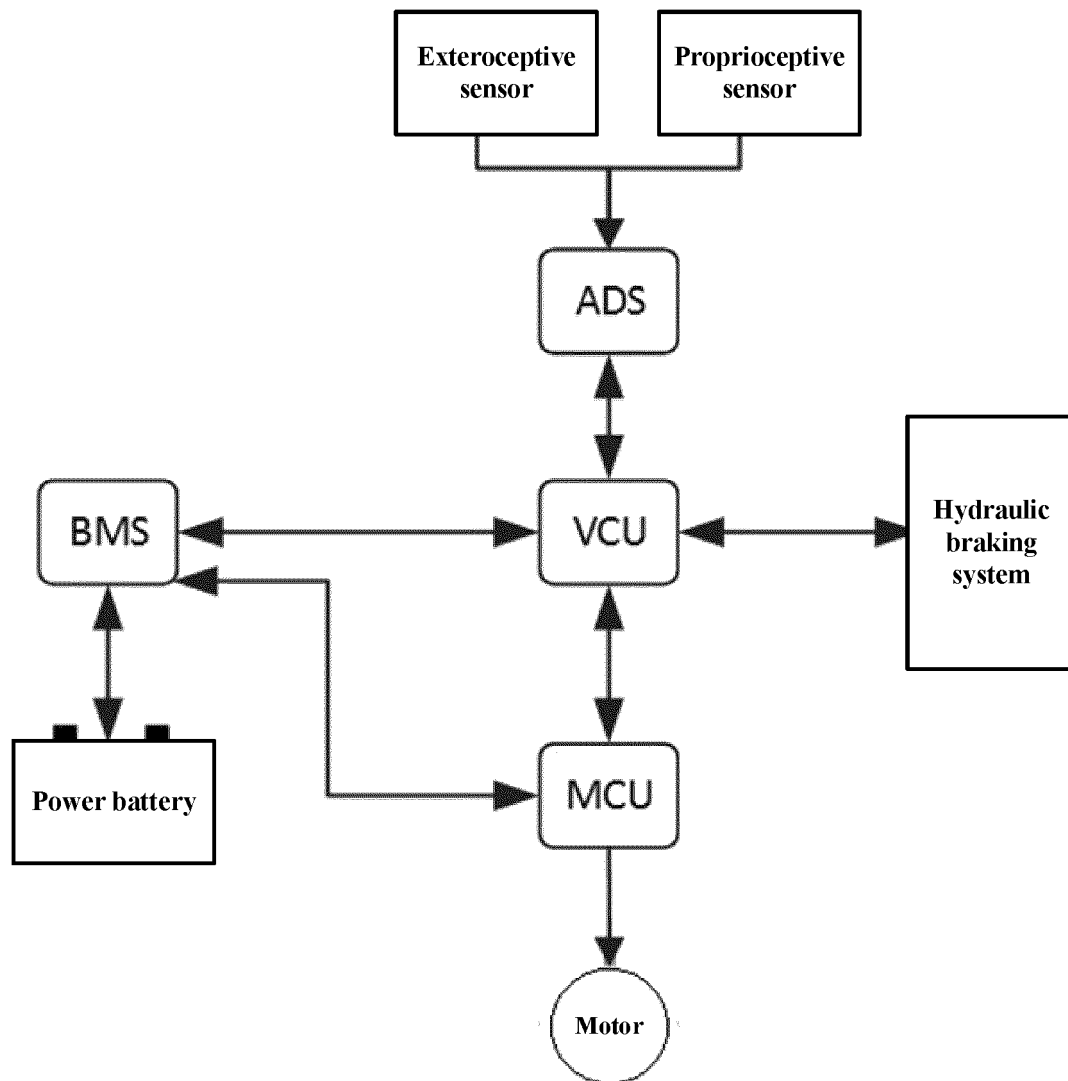 Exteroceptive
sensor
Proprioceptive
sensor
ADS
BMS
VCU
Hydraulic
braking
system
Power battery
MCU
Motor